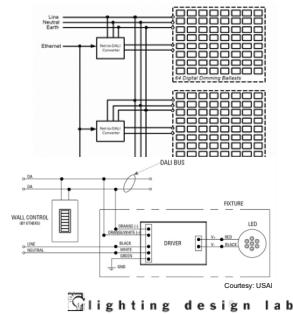 Line
Neutral
Earth
Ethernet
Net-to-DALI
Converter
64 Digital Dimming Ballasts
Net-to-DALI
Converter
DALI BUS
DA
DA
WALL CONTROL
(BY OTHERS)
FIXTURE
LED
ORANGE (-)
ORANGE/WHITE (-)
BLACK
WHITE
GREEN
DRIVER
V+
RED
V-
BLACK
LINE
NEUTRAL
GND
Courtesy: USAI
lighting design lab